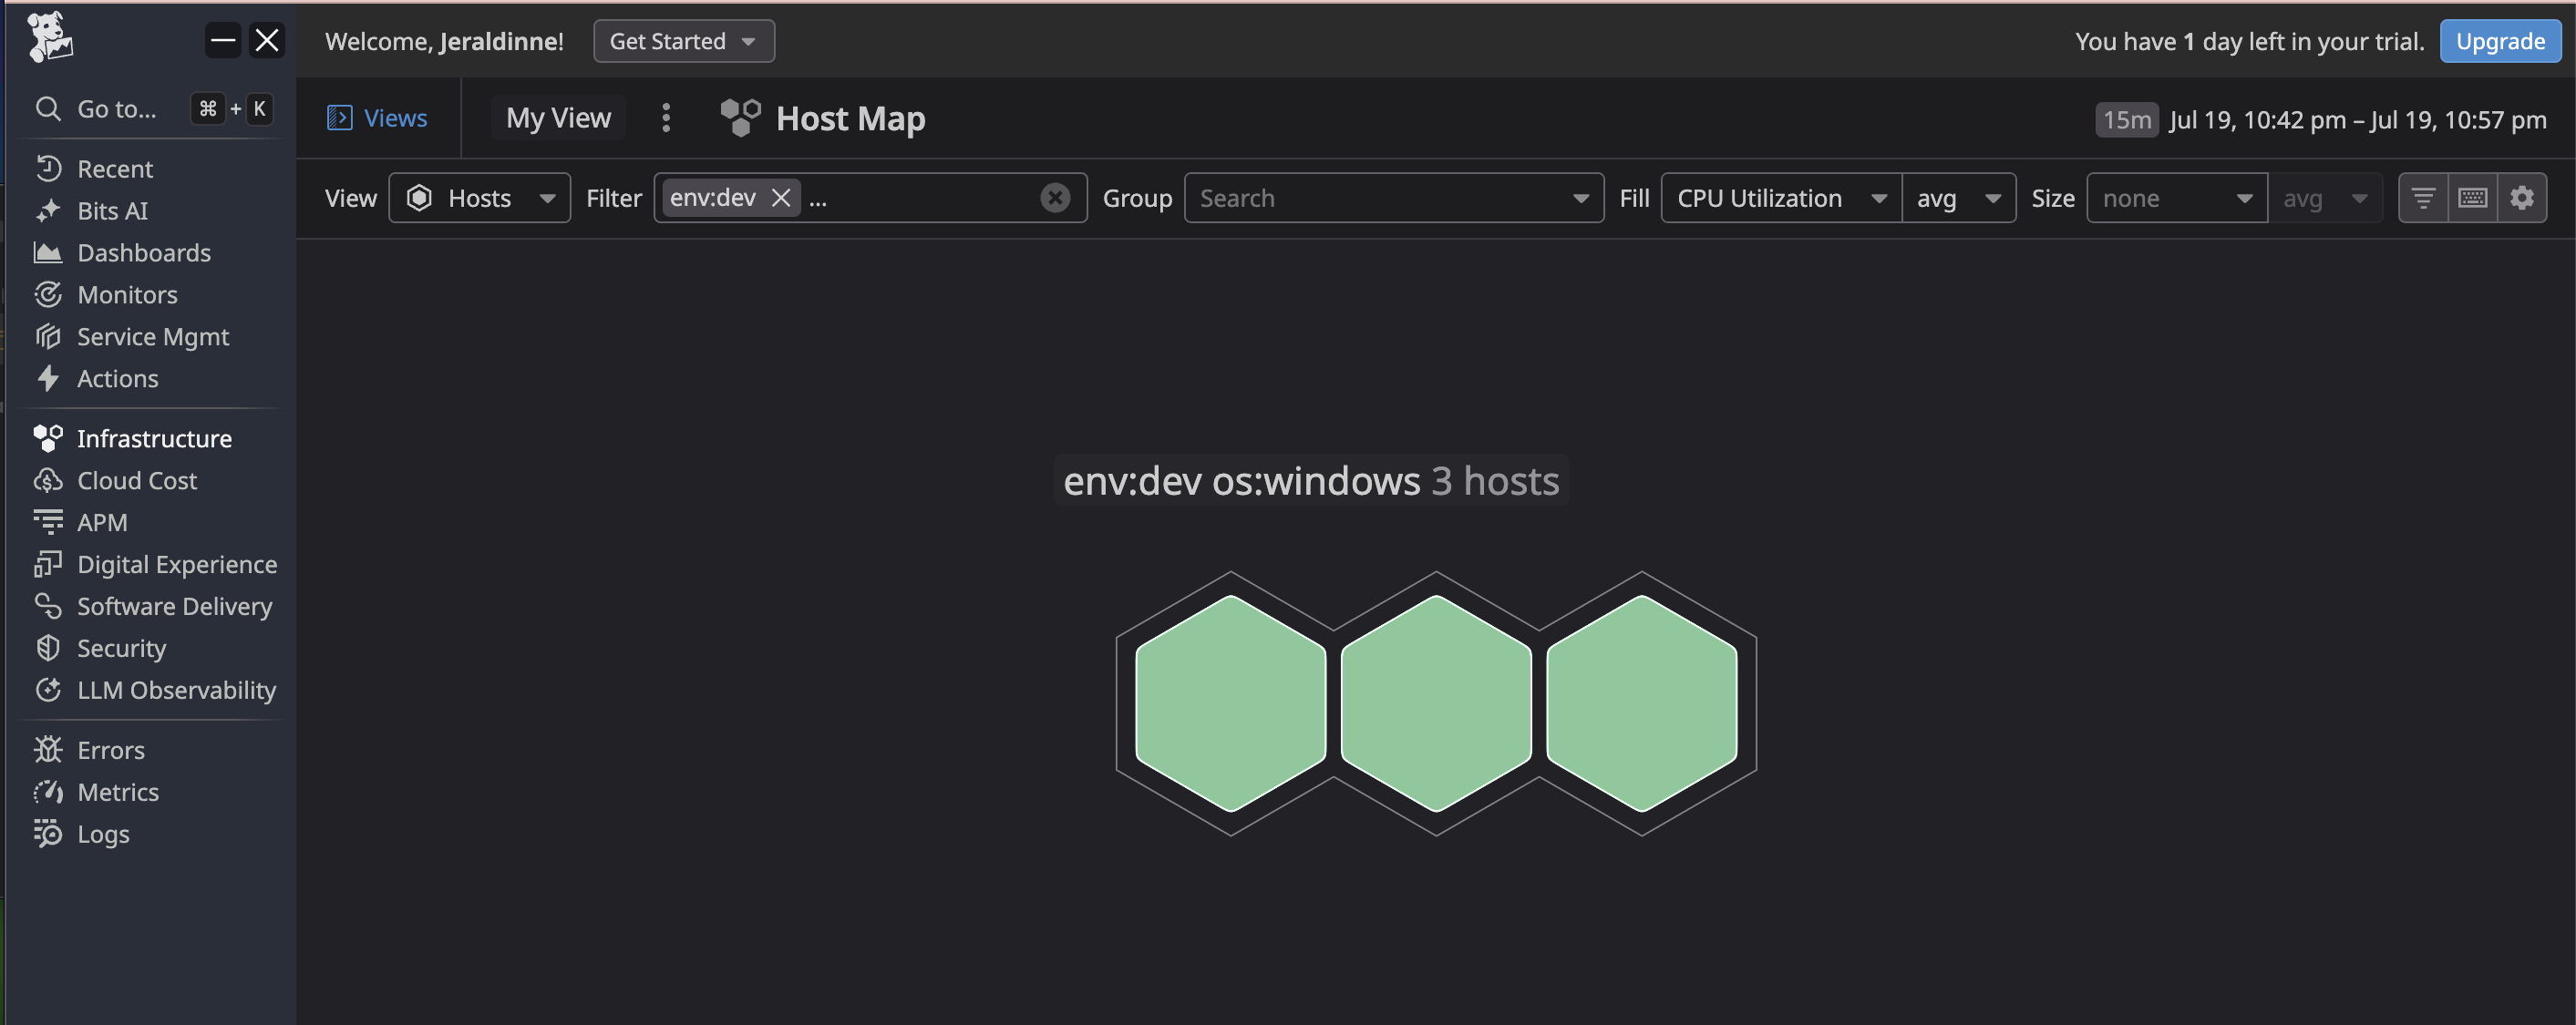 Welcome, Jeraldinne!
Get Started
You have 1 day left in your trial.
Upgrade
Go to...
⌘ + K
Recent
Bits AI
Dashboards
Monitors
Service Mgmt
Actions
Infrastructure
Cloud Cost
APM
Digital Experience
Software Delivery
Security
LLM Observability
Errors
Metrics
Logs
Views
My View
Host Map
15m Jul 19, 10:42 pm – Jul 19, 10:57 pm
View Hosts Filter env:dev ... Group Search Fill CPU Utilization avg Size none avg
env:dev os:windows 3 hosts